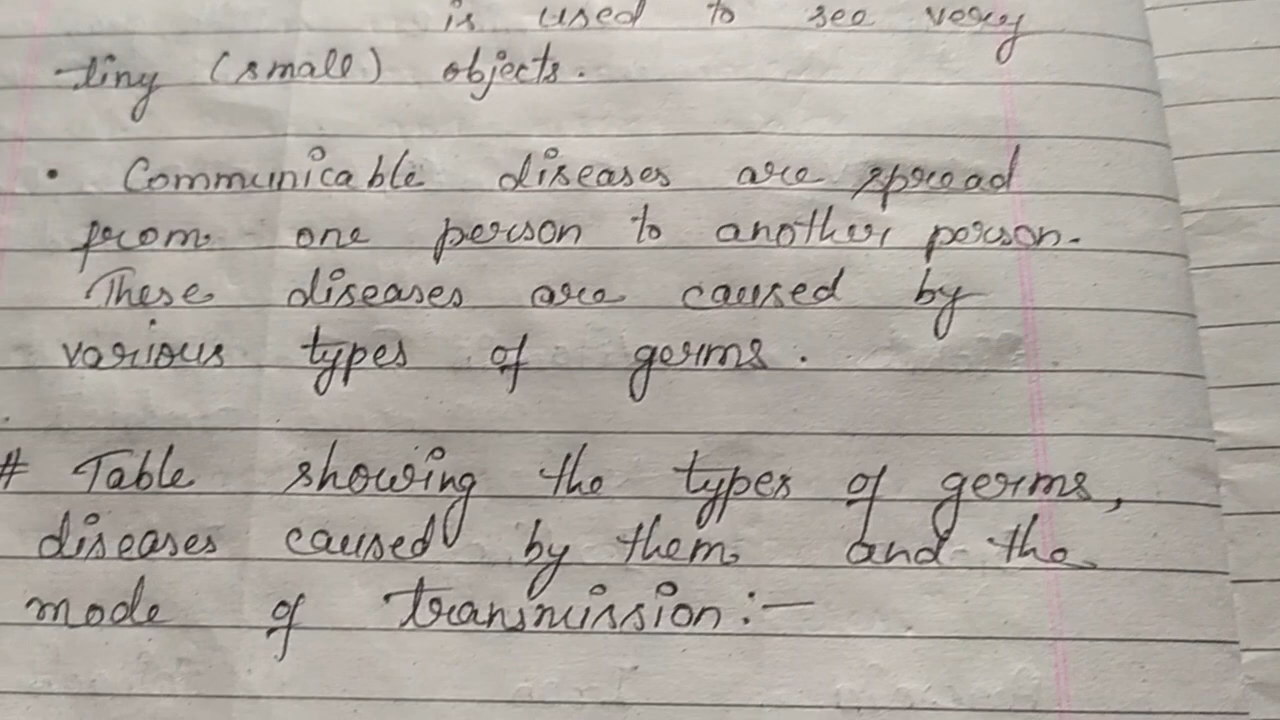 is used to see very
tiny (small) objects.
• Communicable diseases are spread
from one person to another person.
These diseases are caused by
various types of germs.
# Table showing the types of germs,
diseases caused by them and the
mode of transmission:-